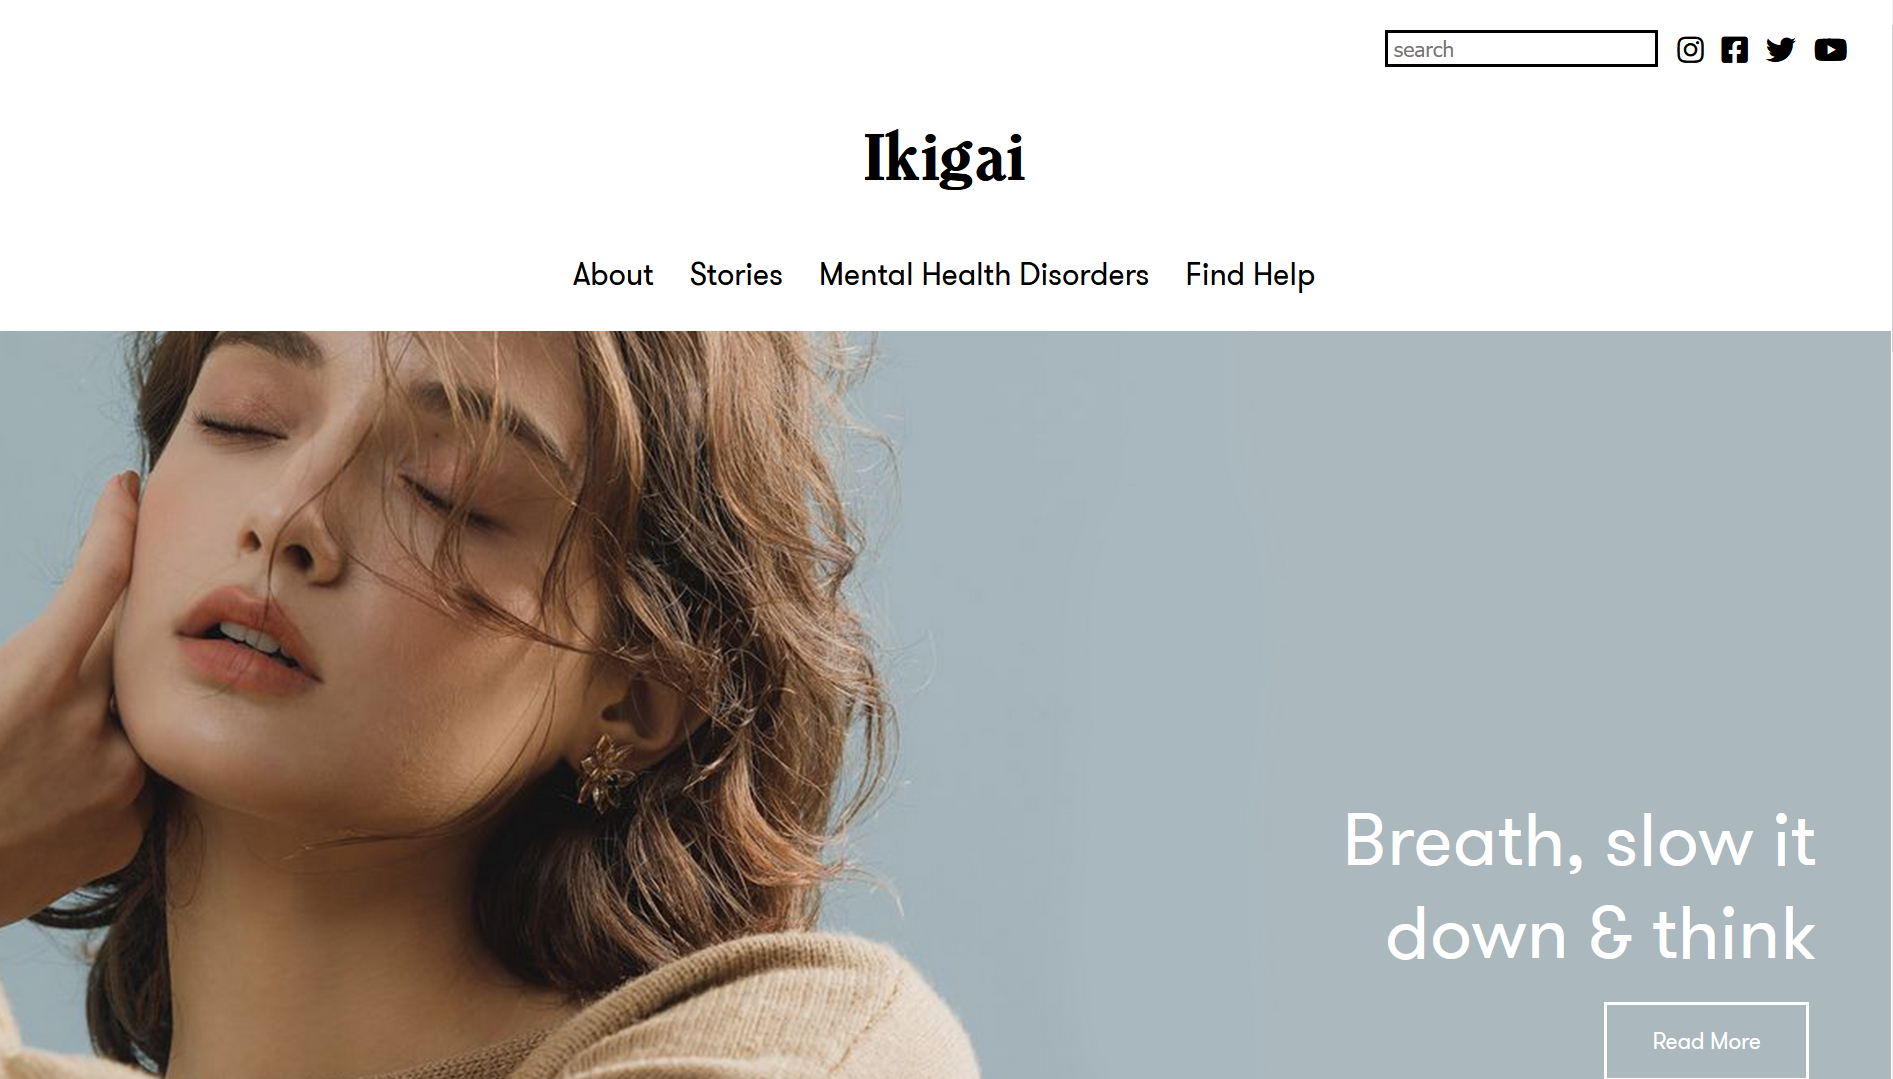 search
Ikigai
About Stories Mental Health Disorders Find Help
Breath, slow it
down & think
Read More